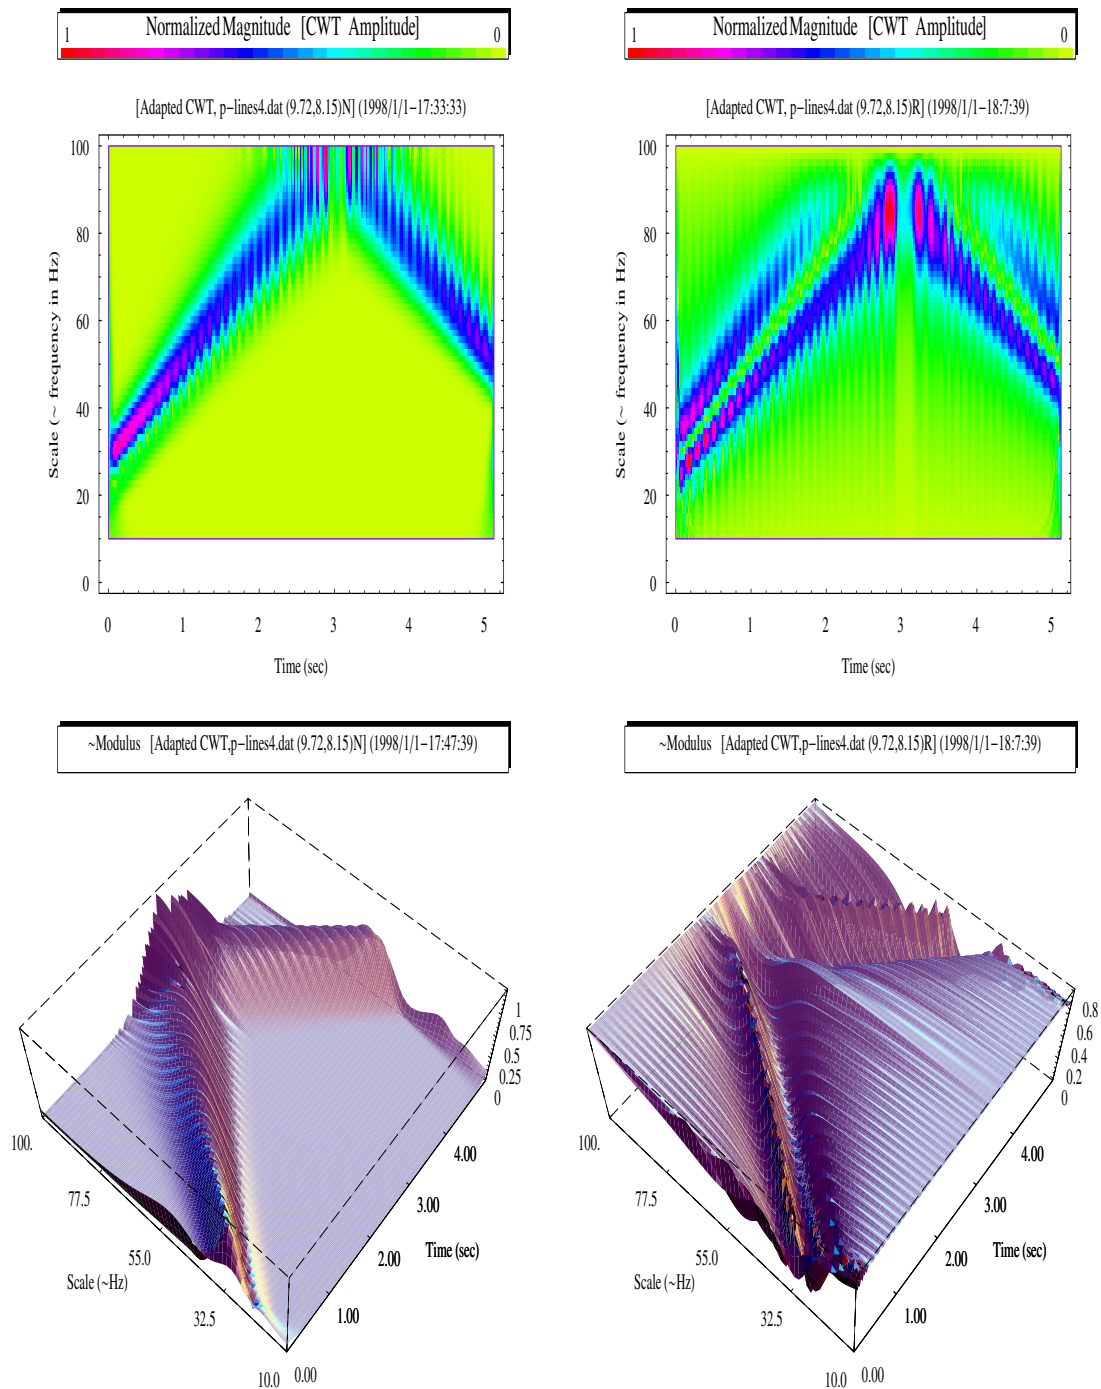 Normalized Magnitude [CWT Amplitude]
1 0
[Adapted CWT, p-lines4.dat (9.72,8.15)N] (1998/1/1-17:33:33)
100
80
60
40
20
0
Scale (~ frequency in Hz)
0 1 2 3 4 5
Time (sec)
Normalized Magnitude [CWT Amplitude]
1 0
[Adapted CWT, p-lines4.dat (9.72,8.15)R] (1998/1/1-18:7:39)
100
80
60
40
20
0
Scale (~ frequency in Hz)
0 1 2 3 4 5
Time (sec)
~Modulus [Adapted CWT,p-lines4.dat (9.72,8.15)N] (1998/1/1-17:47:39)
1
0.75
0.5
0.25
0
100.
77.5
55.0
32.5
10.0
Scale (~Hz)
0.00
1.00
2.00
3.00
4.00
Time (sec)
~Modulus [Adapted CWT,p-lines4.dat (9.72,8.15)R] (1998/1/1-18:7:39)
0.8
0.6
0.4
0.2
0
100.
77.5
55.0
32.5
10.0
Scale (~Hz)
0.00
1.00
2.00
3.00
4.00
Time (sec)